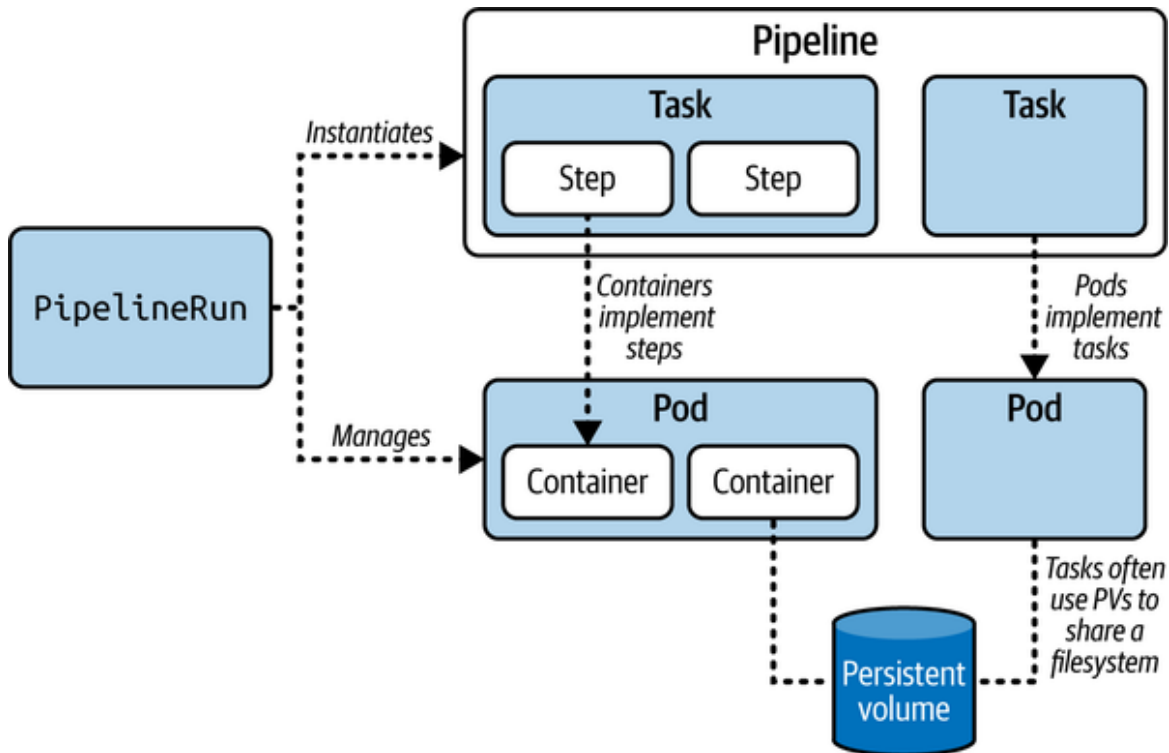 Pipeline
Task
Task
Instantiates
Step
Step
PipelineRun
Containers
implement
steps
Pods
implement
tasks
Manages
Pod
Pod
Container
Container
Tasks often
use PVs to
share a
filesystem
Persistent
volume